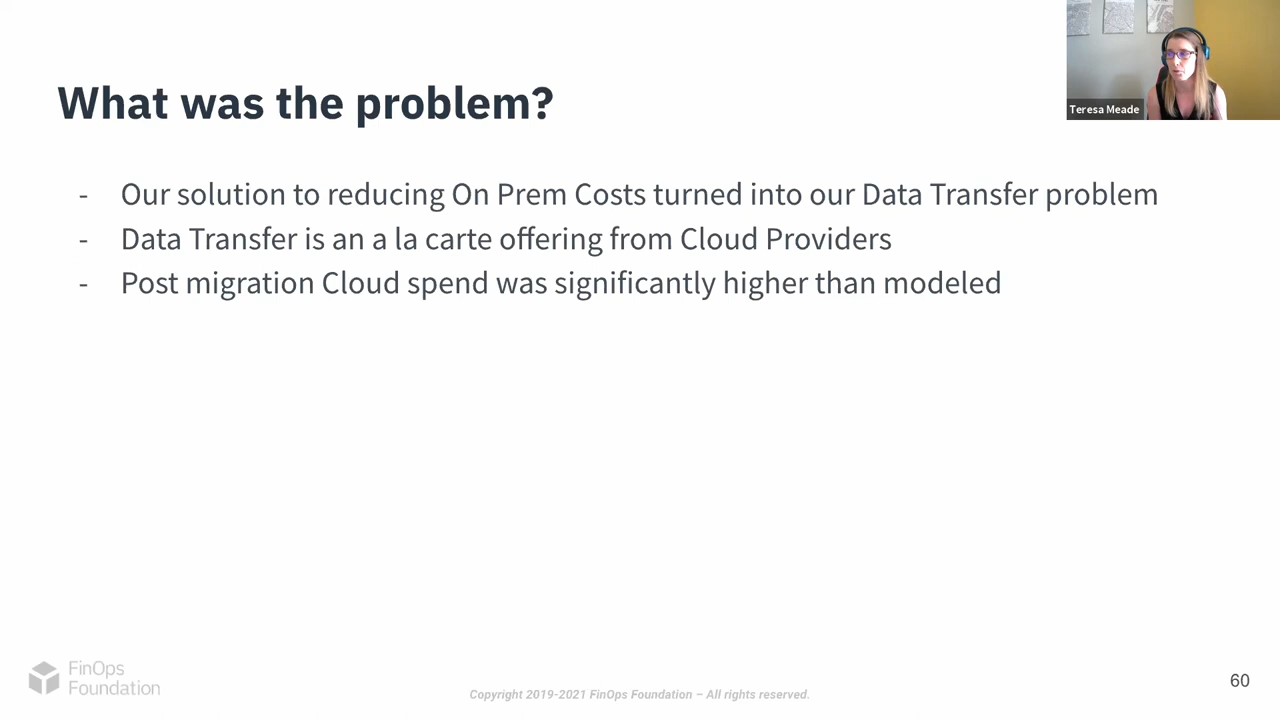 What was the problem?
Teresa Meade
- Our solution to reducing On Prem Costs turned into our Data Transfer problem
- Data Transfer is an a la carte offering from Cloud Providers
- Post migration Cloud spend was significantly higher than modeled
FinOps
Foundation
Copyright 2019-2021 FinOps Foundation – All rights reserved.
60